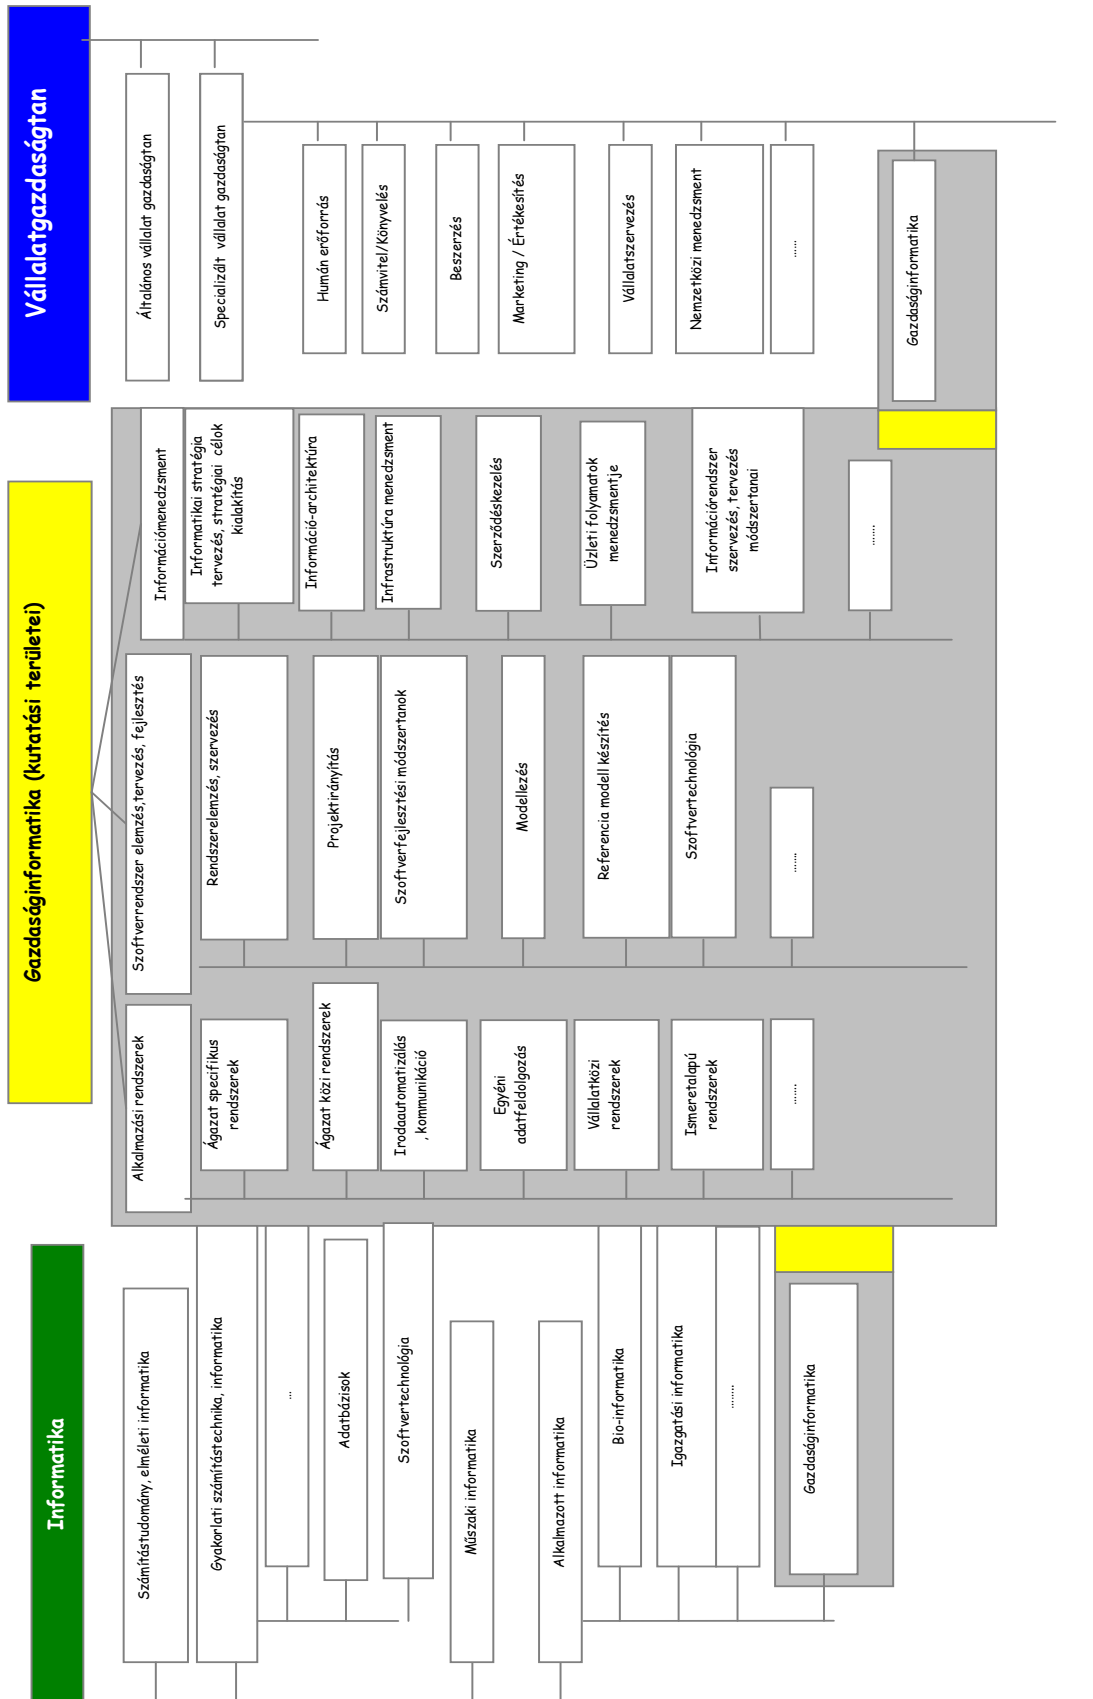 Informatika
Számítástudomány, elméleti informatika
Gyakorlati számítástechnika, informatika
...
Adatbázisok
Szoftvertechnológia
Műszaki informatika
Alkalmazott informatika
Bio-informatika
Igazgatási informatika
........
Gazdaságinformatika
Gazdaságinformatika (kutatási területei)
Alkalmazási rendszerek
Ágazat specifikus
rendszerek
Ágazat közi rendszerek
Irodaautomatizálás
, kommunikáció
Egyéni
adatfeldolgozás
Vállalatközi
rendszerek
Ismeretalapú
rendszerek
.......
Szoftverrendszer elemzés,tervezés, fejlesztés
Rendszerelemzés, szervezés
Projektirányítás
Szoftverfejlesztési módszertanok
Modellezés
Referencia modell készítés
Szoftvertechnológia
.......
Információmenedzsment
Informatikai stratégia
tervezés, stratégiai célok
kialakítás
Információ-architektúra
Infrastruktúra menedzsment
Szerződéskezelés
Üzleti folyamatok
menedzsmentje
Információrendszer
szervezés, tervezés
módszertanai
.......
Vállalatgazdaságtan
Általános vállalat gazdaságtan
Specializált vállalat gazdaságtan
Humán erőforrás
Számvitel/Könyvelés
Beszerzés
Marketing / Értékesítés
Vállalatszervezés
Nemzetközi menedzsment
......
Gazdaságinformatika